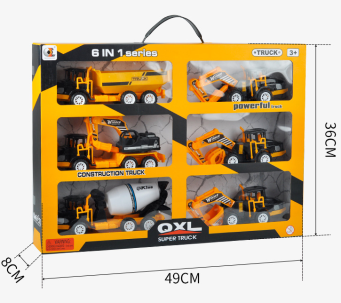 6 IN 1 series
TRUCK
3+
powerful
CONSTRUCTION TRUCK
QXL
SUPER TRUCK
36CM
8CM
49CM